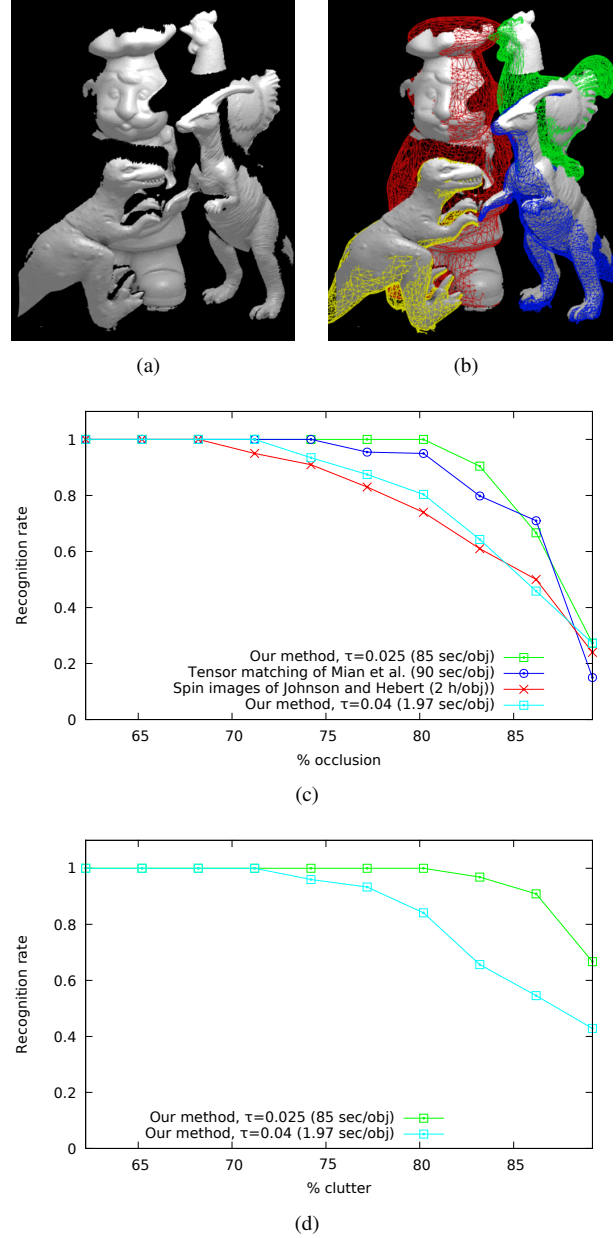 (a)
(b)
1
0.8
0.6
0.4
0.2
0
Recognition rate
Our method, τ=0.025 (85 sec/obj)
Tensor matching of Mian et al. (90 sec/obj)
Spin images of Johnson and Hebert (2 h/obj))
Our method, τ=0.04 (1.97 sec/obj)
65
70
75
80
85
% occlusion
(c)
1
0.8
0.6
0.4
0.2
0
Recognition rate
Our method, τ=0.025 (85 sec/obj)
Our method, τ=0.04 (1.97 sec/obj)
65
70
75
80
85
% clutter
(d)